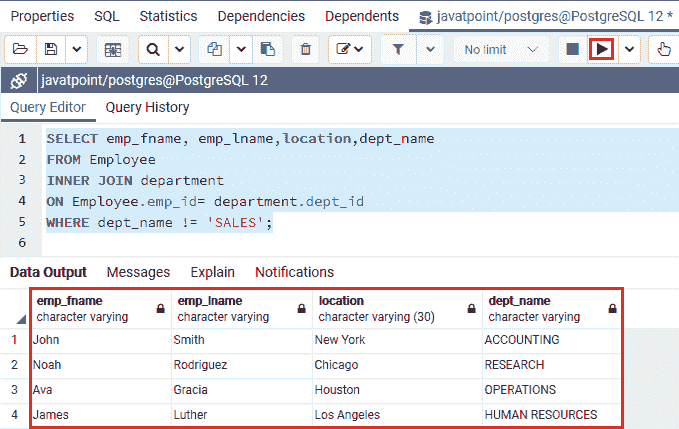 Properties SQL Statistics Dependencies Dependents javatpoint/postgres@PostgreSQL 12 *
No limit
javatpoint/postgres@PostgreSQL 12
Query Editor Query History
1 SELECT emp_fname, emp_lname,location,dept_name
2 FROM Employee
3 INNER JOIN department
4 ON Employee.emp_id= department.dept_id
5 WHERE dept_name != 'SALES';
6
Data Output Messages Explain Notifications
emp_fname emp_lname location dept_name
character varying character varying character varying (30) character varying
1 John Smith New York ACCOUNTING
2 Noah Rodriguez Chicago RESEARCH
3 Ava Gracia Houston OPERATIONS
4 James Luther Los Angeles HUMAN RESOURCES